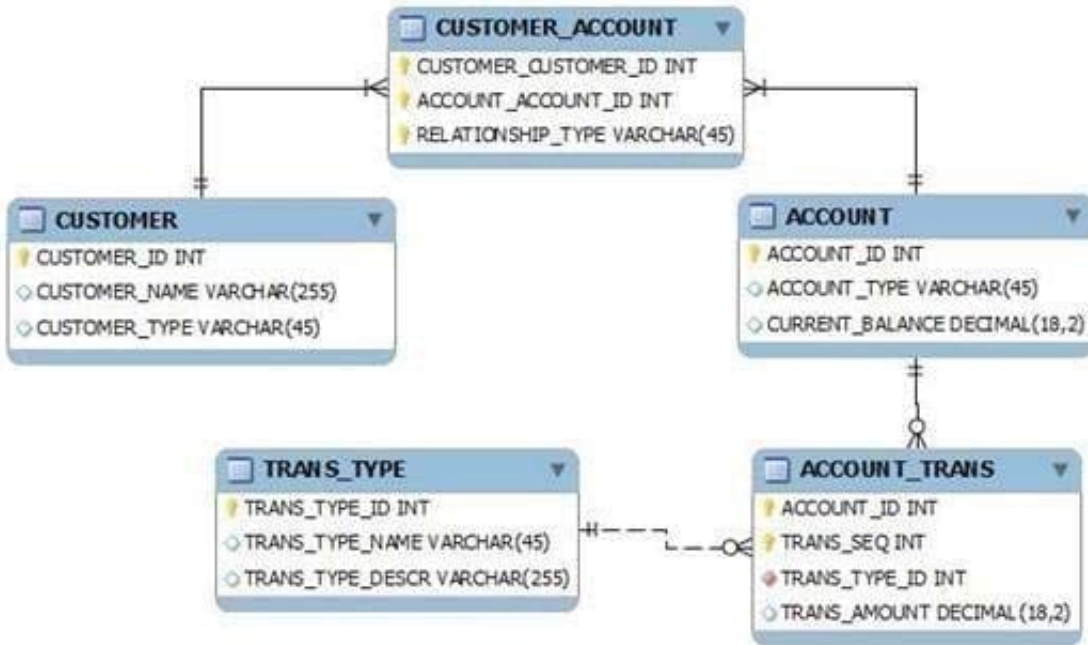 CUSTOMER_ACCOUNT
CUSTOMER_CUSTOMER_ID INT
ACCOUNT_ACCOUNT_ID INT
RELATIONSHIP_TYPE VARCHAR(45)
CUSTOMER
CUSTOMER_ID INT
CUSTOMER_NAME VARCHAR(255)
CUSTOMER_TYPE VARCHAR(45)
ACCOUNT
ACCOUNT_ID INT
ACCOUNT_TYPE VARCHAR(45)
CURRENT_BALANCE DECIMAL(18,2)
TRANS_TYPE
TRANS_TYPE_ID INT
TRANS_TYPE_NAME VARCHAR(45)
TRANS_TYPE_DESCR VARCHAR(255)
ACCOUNT_TRANS
ACCOUNT_ID INT
TRANS_SEQ INT
TRANS_TYPE_ID INT
TRANS_AMOUNT DECIMAL(18,2)